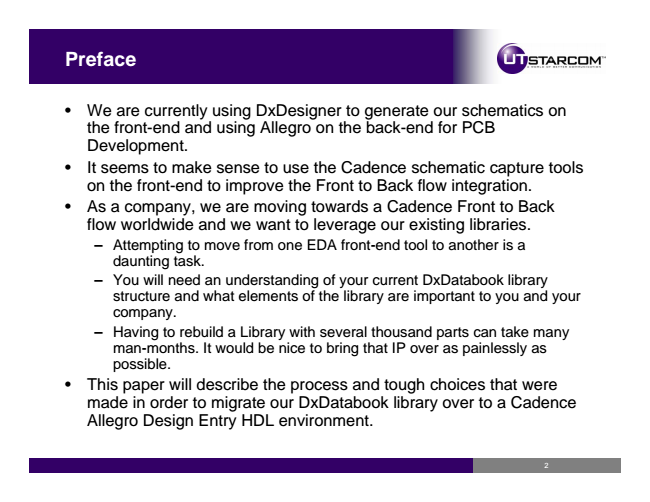 Preface
UTSTARCOM™
• We are currently using DxDesigner to generate our schematics on
the front-end and using Allegro on the back-end for PCB
Development.
• It seems to make sense to use the Cadence schematic capture tools
on the front-end to improve the Front to Back flow integration.
• As a company, we are moving towards a Cadence Front to Back
flow worldwide and we want to leverage our existing libraries.
– Attempting to move from one EDA front-end tool to another is a
daunting task.
– You will need an understanding of your current DxDatabook library
structure and what elements of the library are important to you and your
company.
– Having to rebuild a Library with several thousand parts can take many
man-months. It would be nice to bring that IP over as painlessly as
possible.
• This paper will describe the process and tough choices that were
made in order to migrate our DxDatabook library over to a Cadence
Allegro Design Entry HDL environment.
2